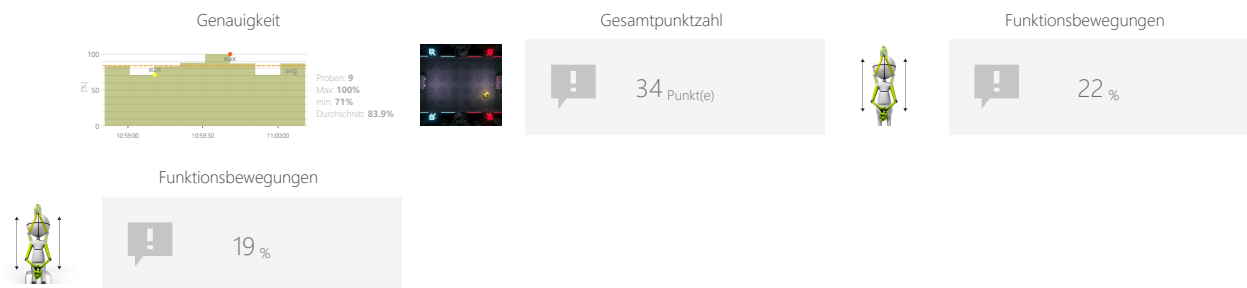 Genauigkeit
100
50
0
[%]
min
max
avg
10:59:00
10:59:30
11:00:00
Proben: 9
Max: 100%
min: 71%
Durchschnitt: 83.9%
Gesamtpunktzahl
34 Punkt(e)
Funktionsbewegungen
22 %
Funktionsbewegungen
19 %